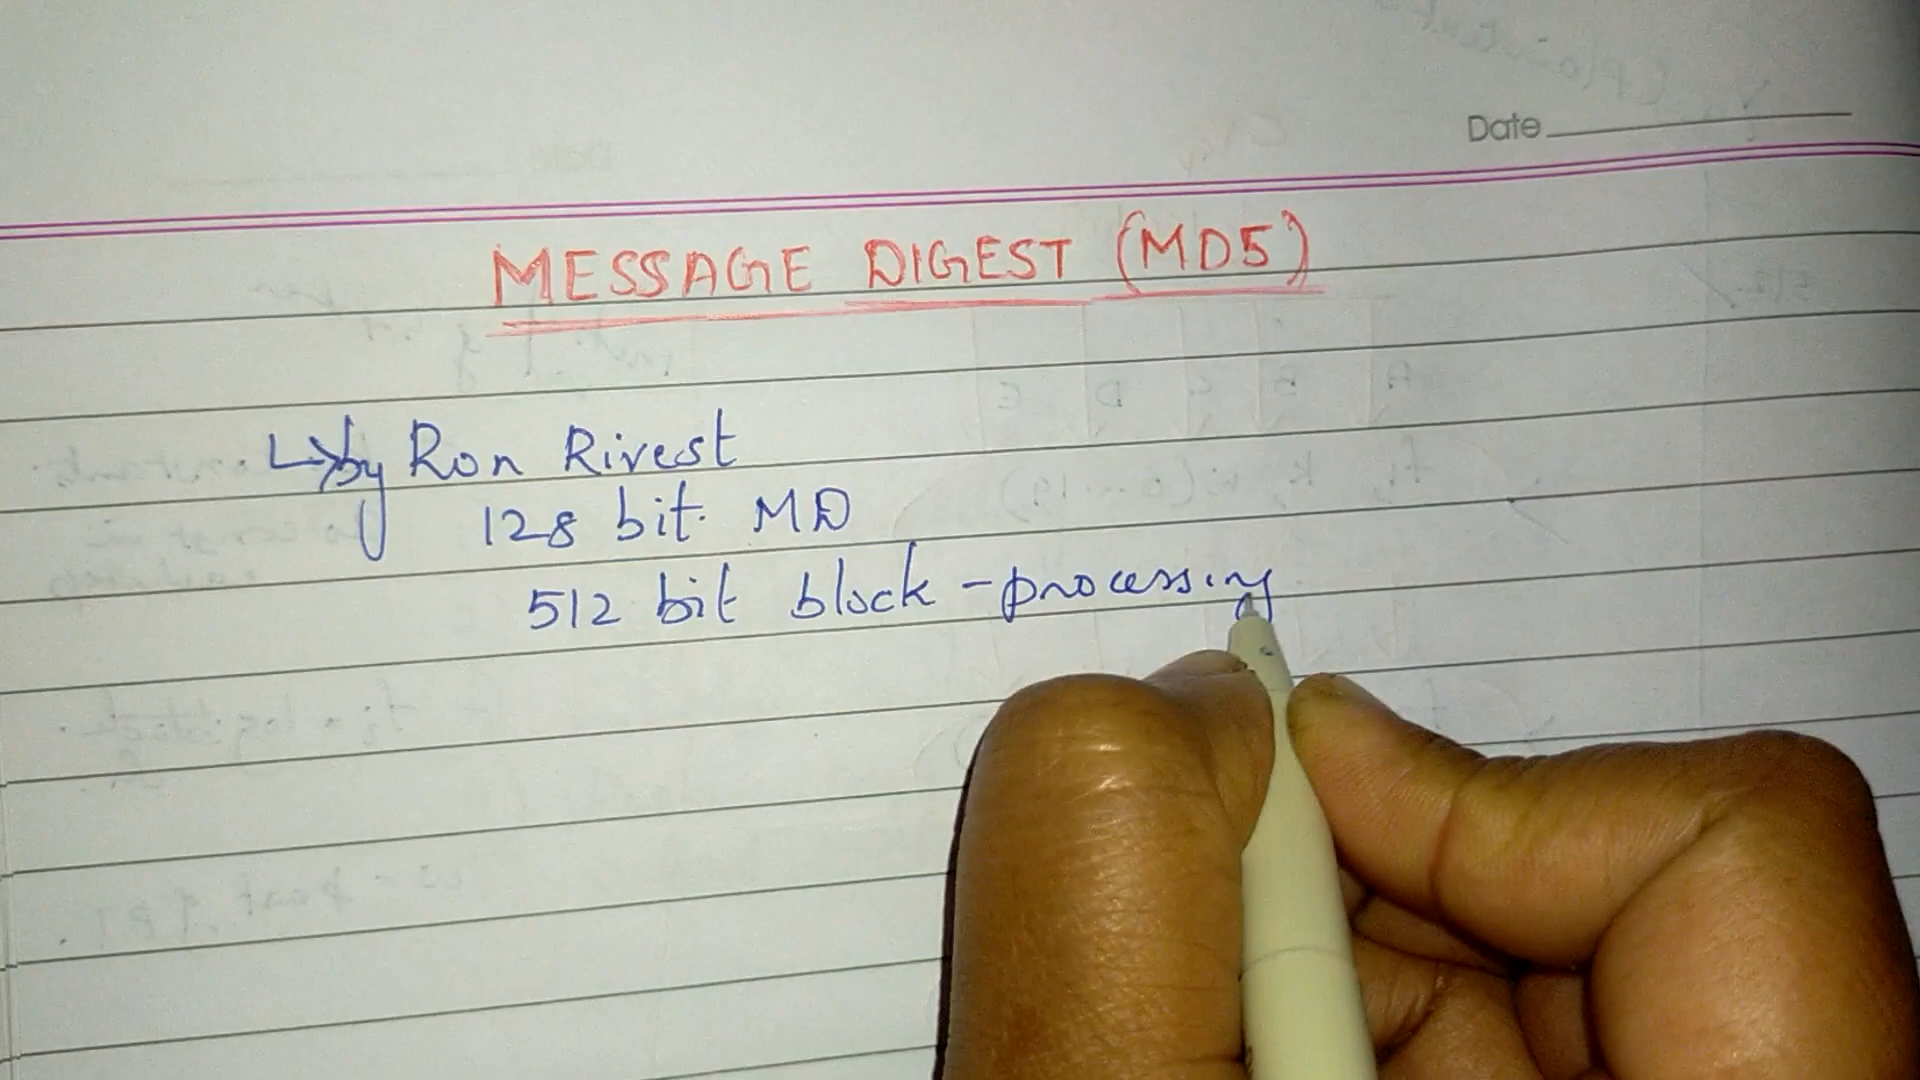 Date
MESSAGE DIGEST (MD5)
↳ by Ron Rivest
128 bit. MD
512 bit block - processing